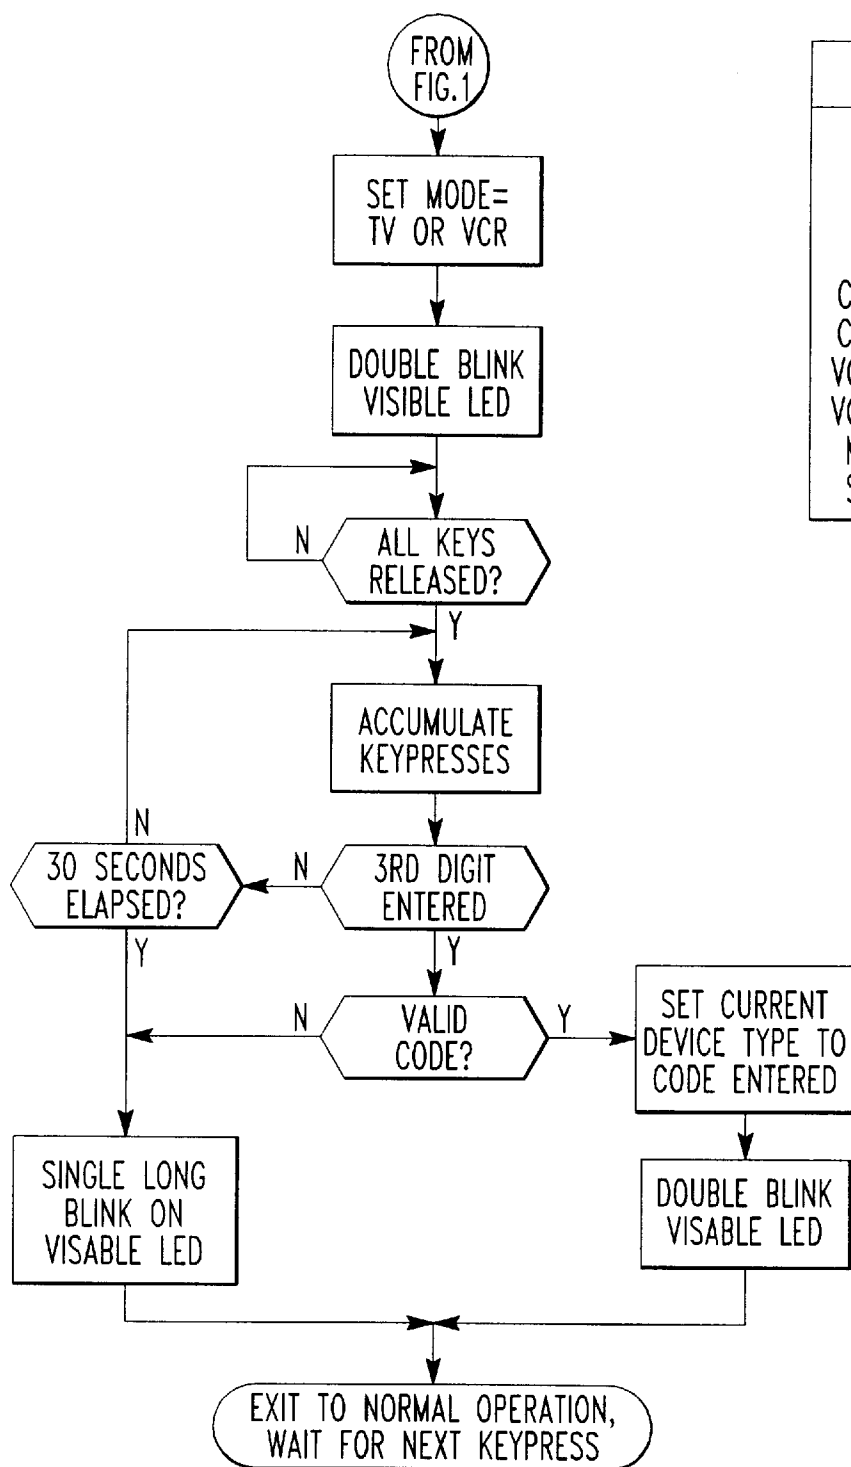 FROM
FIG.1
SET MODE=
TV OR VCR
DOUBLE BLINK
VISIBLE LED
N
ALL KEYS
RELEASED?
Y
ACCUMULATE
KEYPRESSES
N
30 SECONDS
ELAPSED?
N
3RD DIGIT
ENTERED
Y
Y
N
VALID
CODE?
Y
SET CURRENT
DEVICE TYPE TO
CODE ENTERED
SINGLE LONG
BLINK ON
VISABLE LED
DOUBLE BLINK
VISABLE LED
EXIT TO NORMAL OPERATION,
WAIT FOR NEXT KEYPRESS